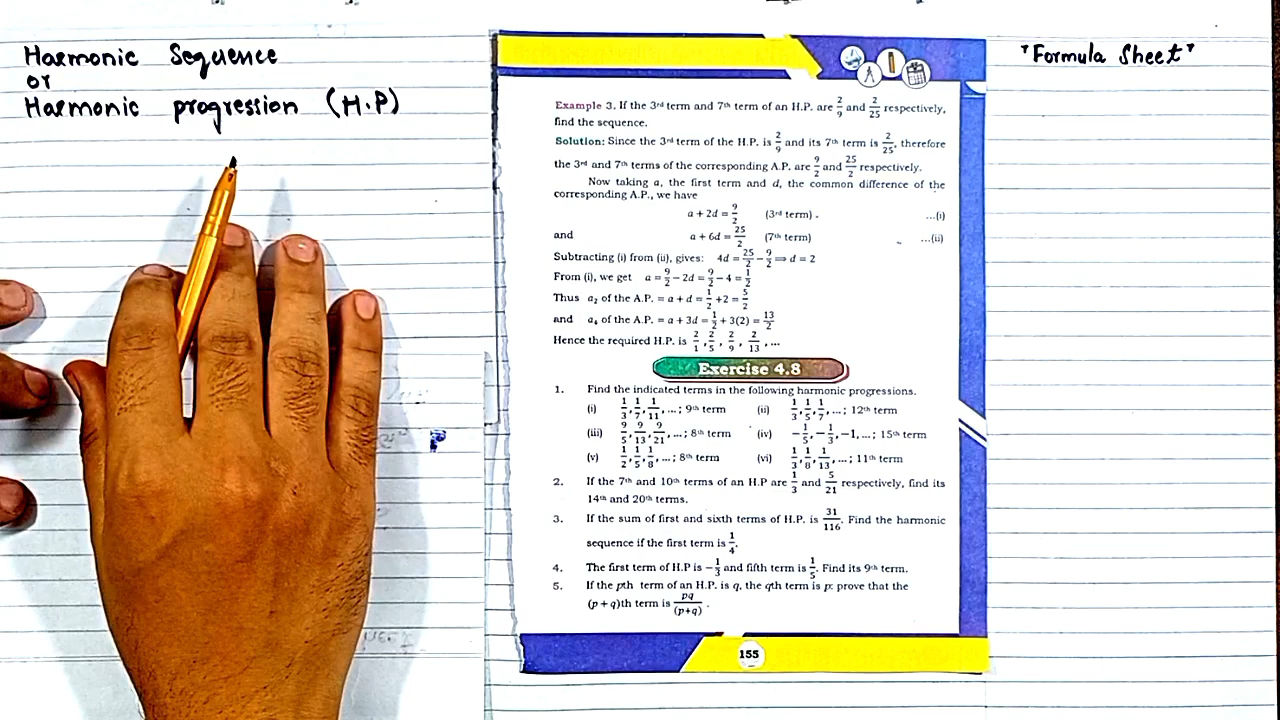 Harmonic Sequence
or
Harmonic progression (H.P)
"Formula Sheet"
Example 3. If the 3rd term and 7th term of an H.P. are 2/9 and 2/25 respectively,
find the sequence.
Solution: Since the 3rd term of the H.P. is 2/9 and its 7th term is 2/25, therefore
the 3rd and 7th terms of the corresponding A.P. are 9/2 and 25/2 respectively.
Now taking a, the first term and d, the common difference of the
corresponding A.P., we have
a + 2d = 9/2 (3rd term) . ...(i)
and a + 6d = 25/2 (7th term) ...(ii)
Subtracting (i) from (ii), gives: 4d = 25/2 - 9/2 ⟹ d = 2
From (i), we get a = 9/2 - 2d = 9/2 - 4 = 1/2
Thus a₂ of the A.P. = a + d = 1/2 + 2 = 5/2
and a₄ of the A.P. = a + 3d = 1/2 + 3(2) = 13/2
Hence the required H.P. is 2/1, 2/5, 2/9, 2/13, ...
Exercise 4.8
1. Find the indicated terms in the following harmonic progressions.
(i) 1/3, 1/7, 1/11, ...; 9th term (ii) 1/3, 1/5, 1/7, ...; 12th term
(iii) 9/5, 9/13, 9/21, ...; 8th term (iv) -1/5, -1/3, -1, ...; 15th term
(v) 1/2, 1/5, 1/8, ...; 8th term (vi) 1/3, 1/8, 1/13, ...; 11th term
2. If the 7th and 10th terms of an H.P are 1/3 and 5/21 respectively, find its
14th and 20th terms.
3. If the sum of first and sixth terms of H.P. is 31/116. Find the harmonic
sequence if the first term is 1/4.
4. The first term of H.P is -1/3 and fifth term is 1/5. Find its 9th term.
5. If the pth term of an H.P. is q, the qth term is p: prove that the
(p + q)th term is pq/(p+q) .
155